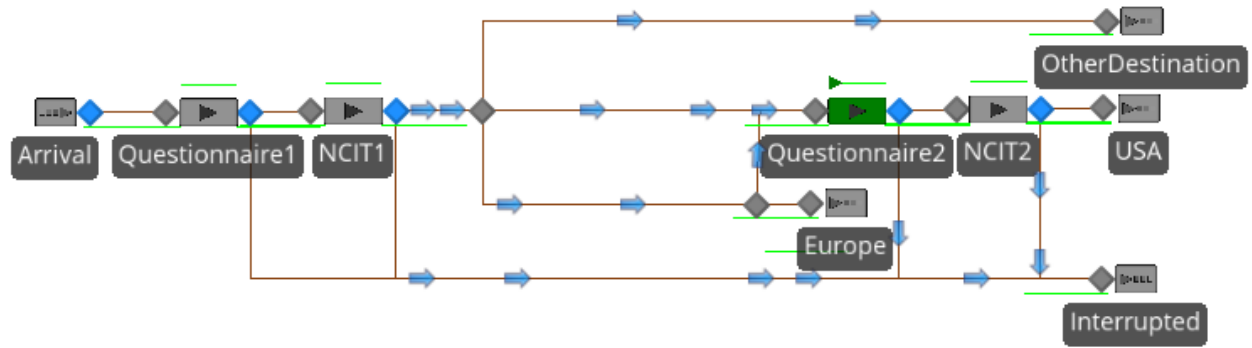 OtherDestination
Arrival
Questionnaire1
NCIT1
Questionnaire2
NCIT2
USA
Europe
Interrupted